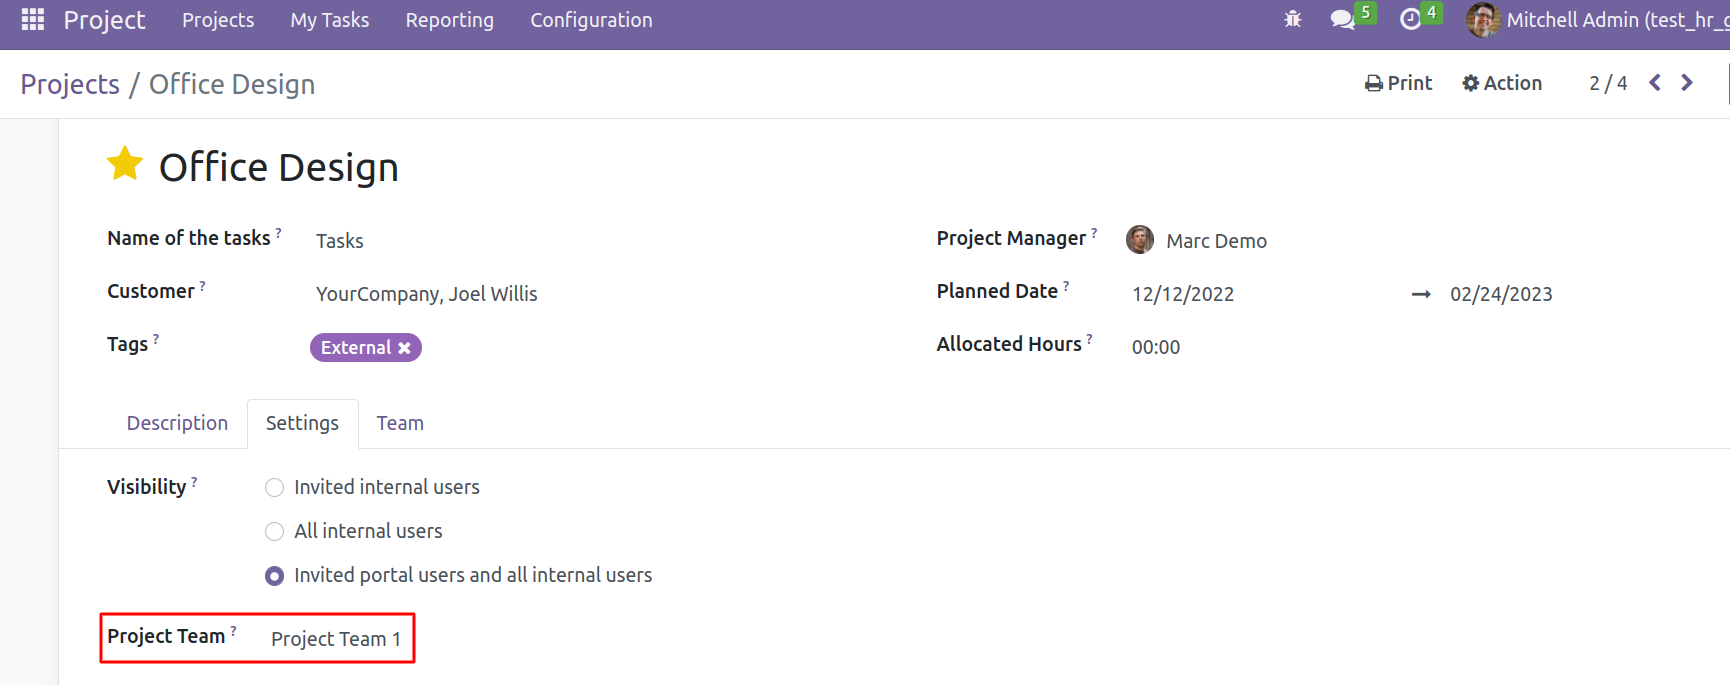 Project Projects My Tasks Reporting Configuration 5 4 Mitchell Admin (test_hr_
Projects / Office Design Print Action 2 / 4
Office Design
Name of the tasks ? Tasks Project Manager ? Marc Demo
Customer ? YourCompany, Joel Willis Planned Date ? 12/12/2022 → 02/24/2023
Tags ? External ✖ Allocated Hours ? 00:00
Description Settings Team
Visibility ? Invited internal users
All internal users
Invited portal users and all internal users
Project Team ? Project Team 1